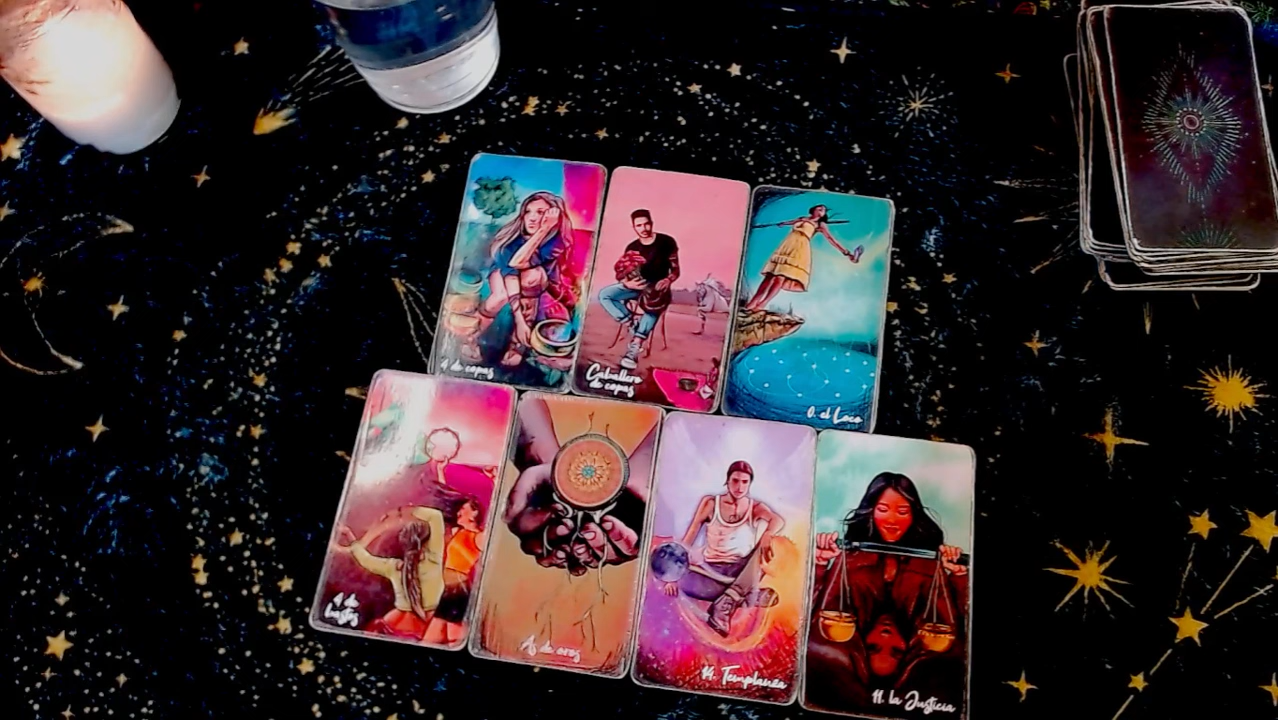 4 de copas
Caballero
de copas
0. el Loco
4 de
bastos
As de oros
14. Templanza
11. la Justicia